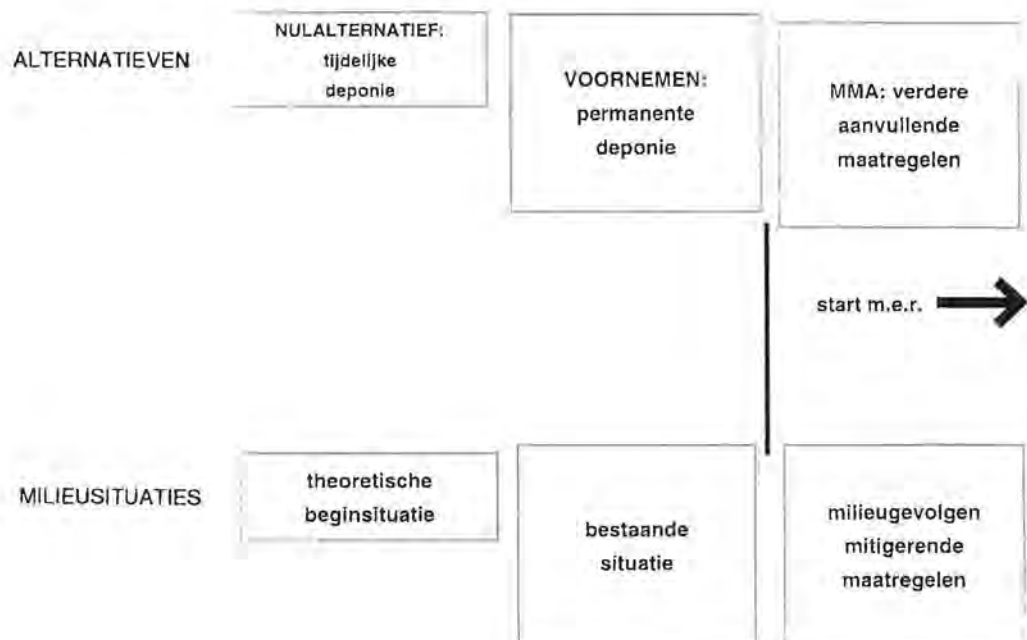 ALTERNATIEVEN
NULALTERNATIEF:
tijdelijke
deponie
VOORNEMEN:
permanente
deponie
MMA: verdere
aanvullende
maatregelen
start m.e.r.
MILIEUSITUATIES
theoretische
beginsituatie
bestaande
situatie
milieugevolgen
mitigerende
maatregelen